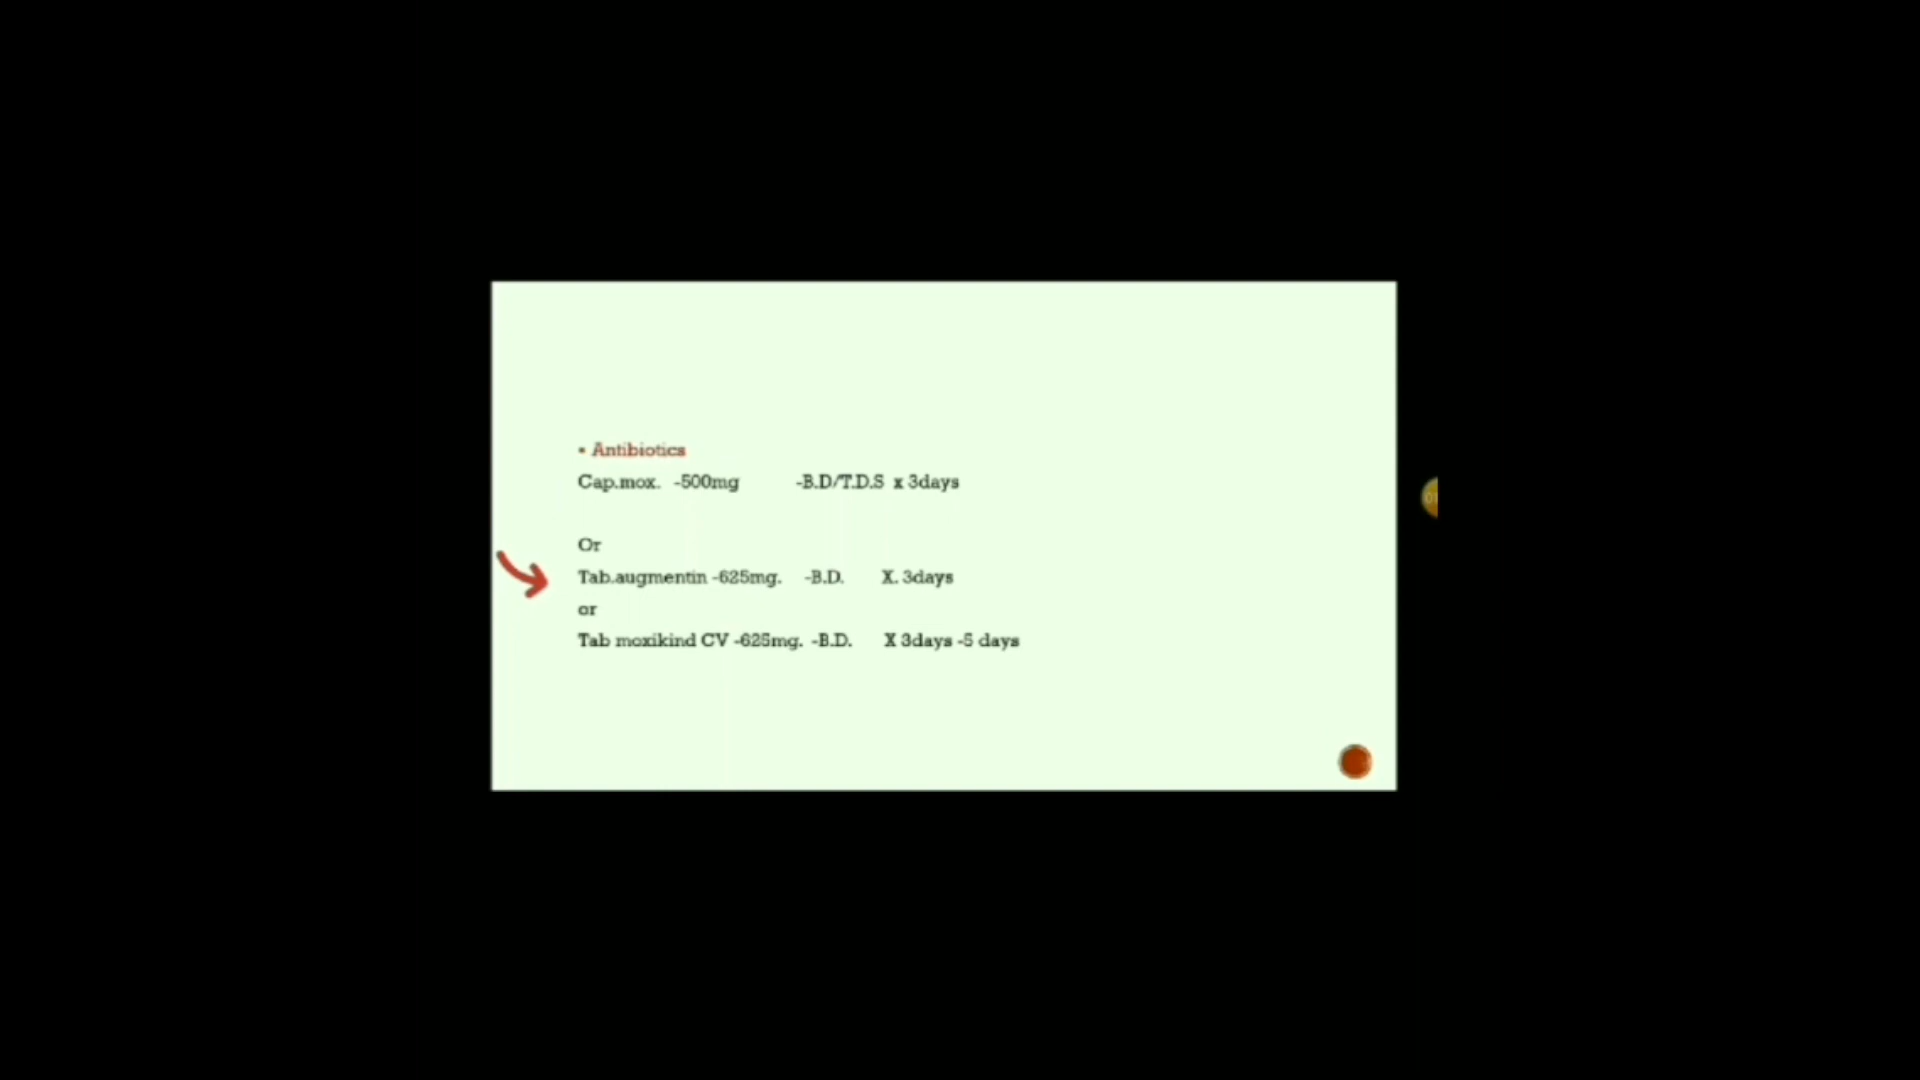 • Antibiotics
Cap.mox. -500mg -B.D/T.D.S x 3days
Or
Tab.augmentin -625mg. -B.D. X. 3days
or
Tab moxikind CV -625mg. -B.D. X 3days -5 days